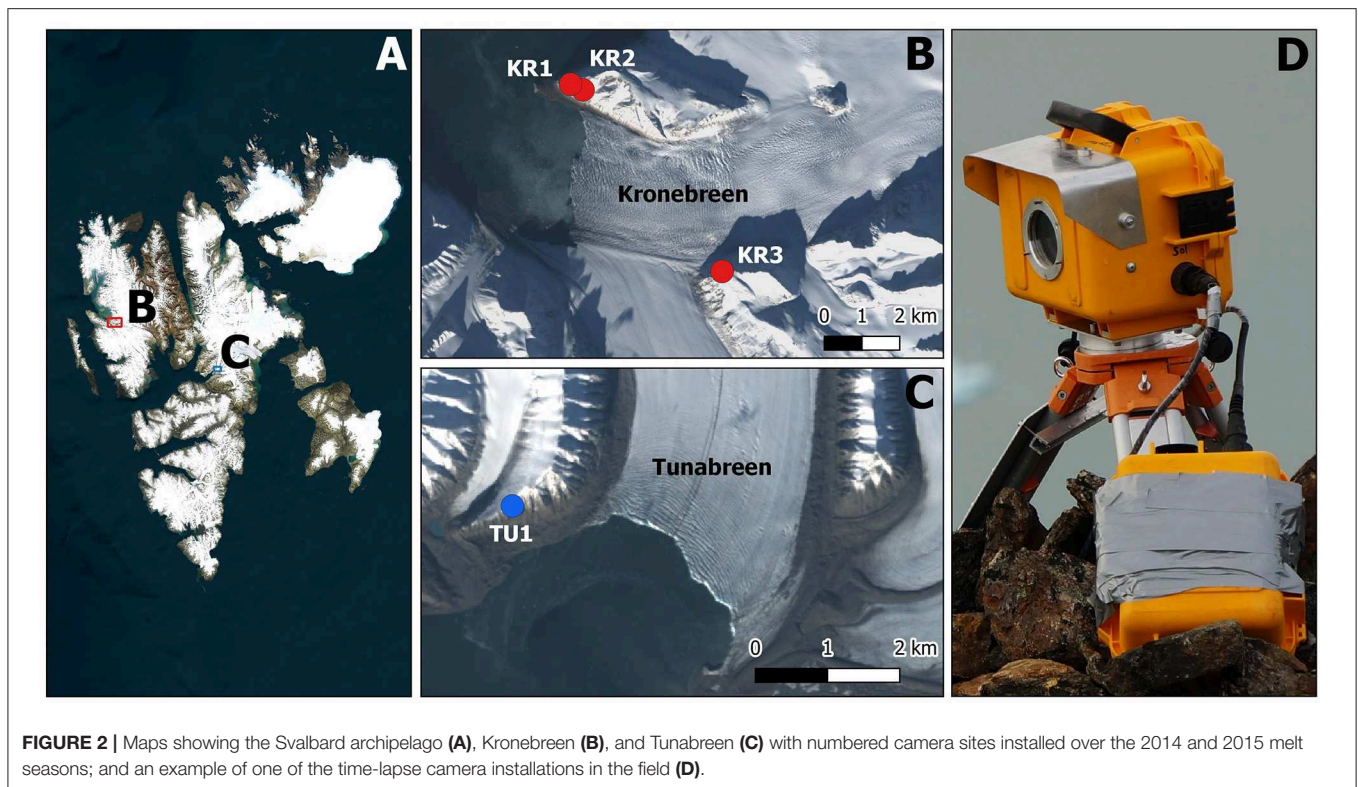 A
B
C
KR1
KR2
B
Kronebreen
KR3
0 1 2 km
C
Tunabreen
TU1
0 1 2 km
D
Sol
FIGURE 2 | Maps showing the Svalbard archipelago (A), Kronebreen (B), and Tunabreen (C) with numbered camera sites installed over the 2014 and 2015 melt
seasons; and an example of one of the time-lapse camera installations in the field (D).